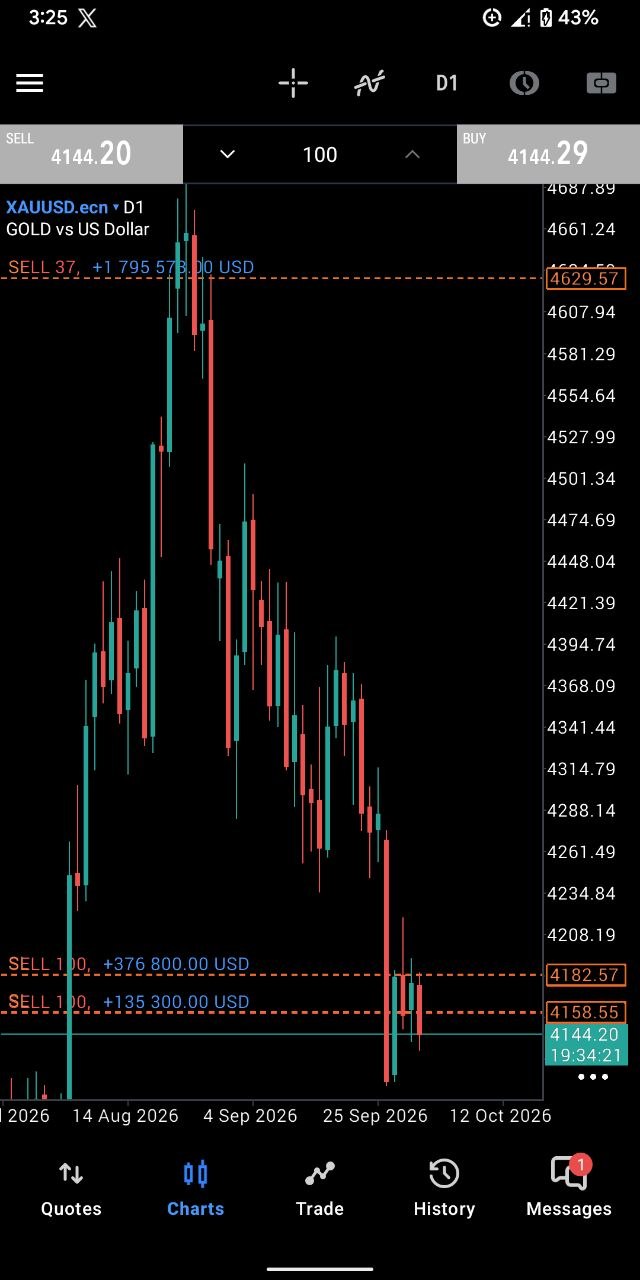 3:25 X 43%
D1
SELL 4144.20
100
BUY 4144.29
4687.89
XAUUSD.ecn ▾ D1
GOLD vs US Dollar
4661.24
SELL 37, +1 795 578.00 USD
4629.57
4607.94
4581.29
4554.64
4527.99
4501.34
4474.69
4448.04
4421.39
4394.74
4368.09
4341.44
4314.79
4288.14
4261.49
4234.84
4208.19
SELL 100, +376 800.00 USD
4182.57
SELL 100, +135 300.00 USD
4158.55
4144.20
19:34:21
2026 14 Aug 2026 4 Sep 2026 25 Sep 2026 12 Oct 2026
1
Quotes Charts Trade History Messages